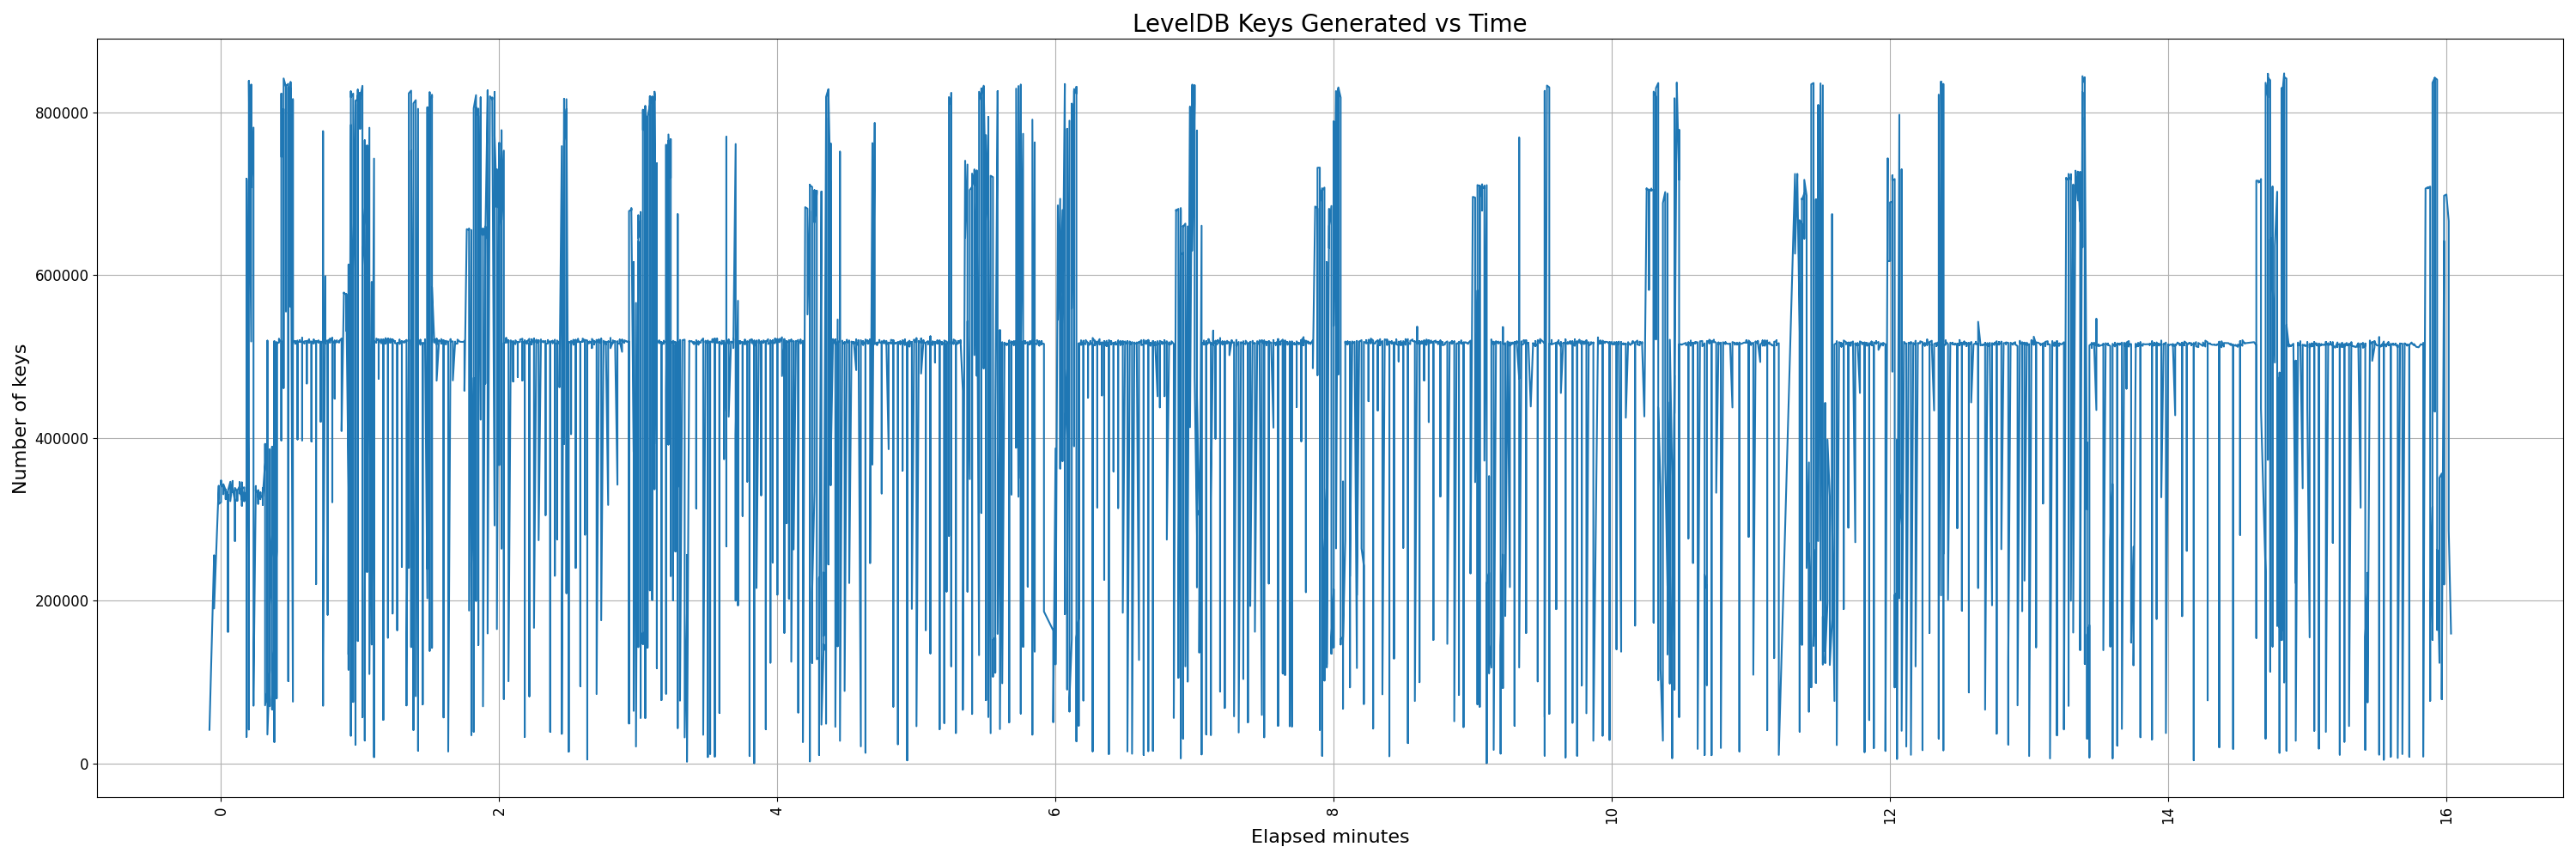 LevelDB Keys Generated vs Time
Number of keys
800000
600000
400000
200000
0
0 2 4 6 8 10 12 14 16
Elapsed minutes